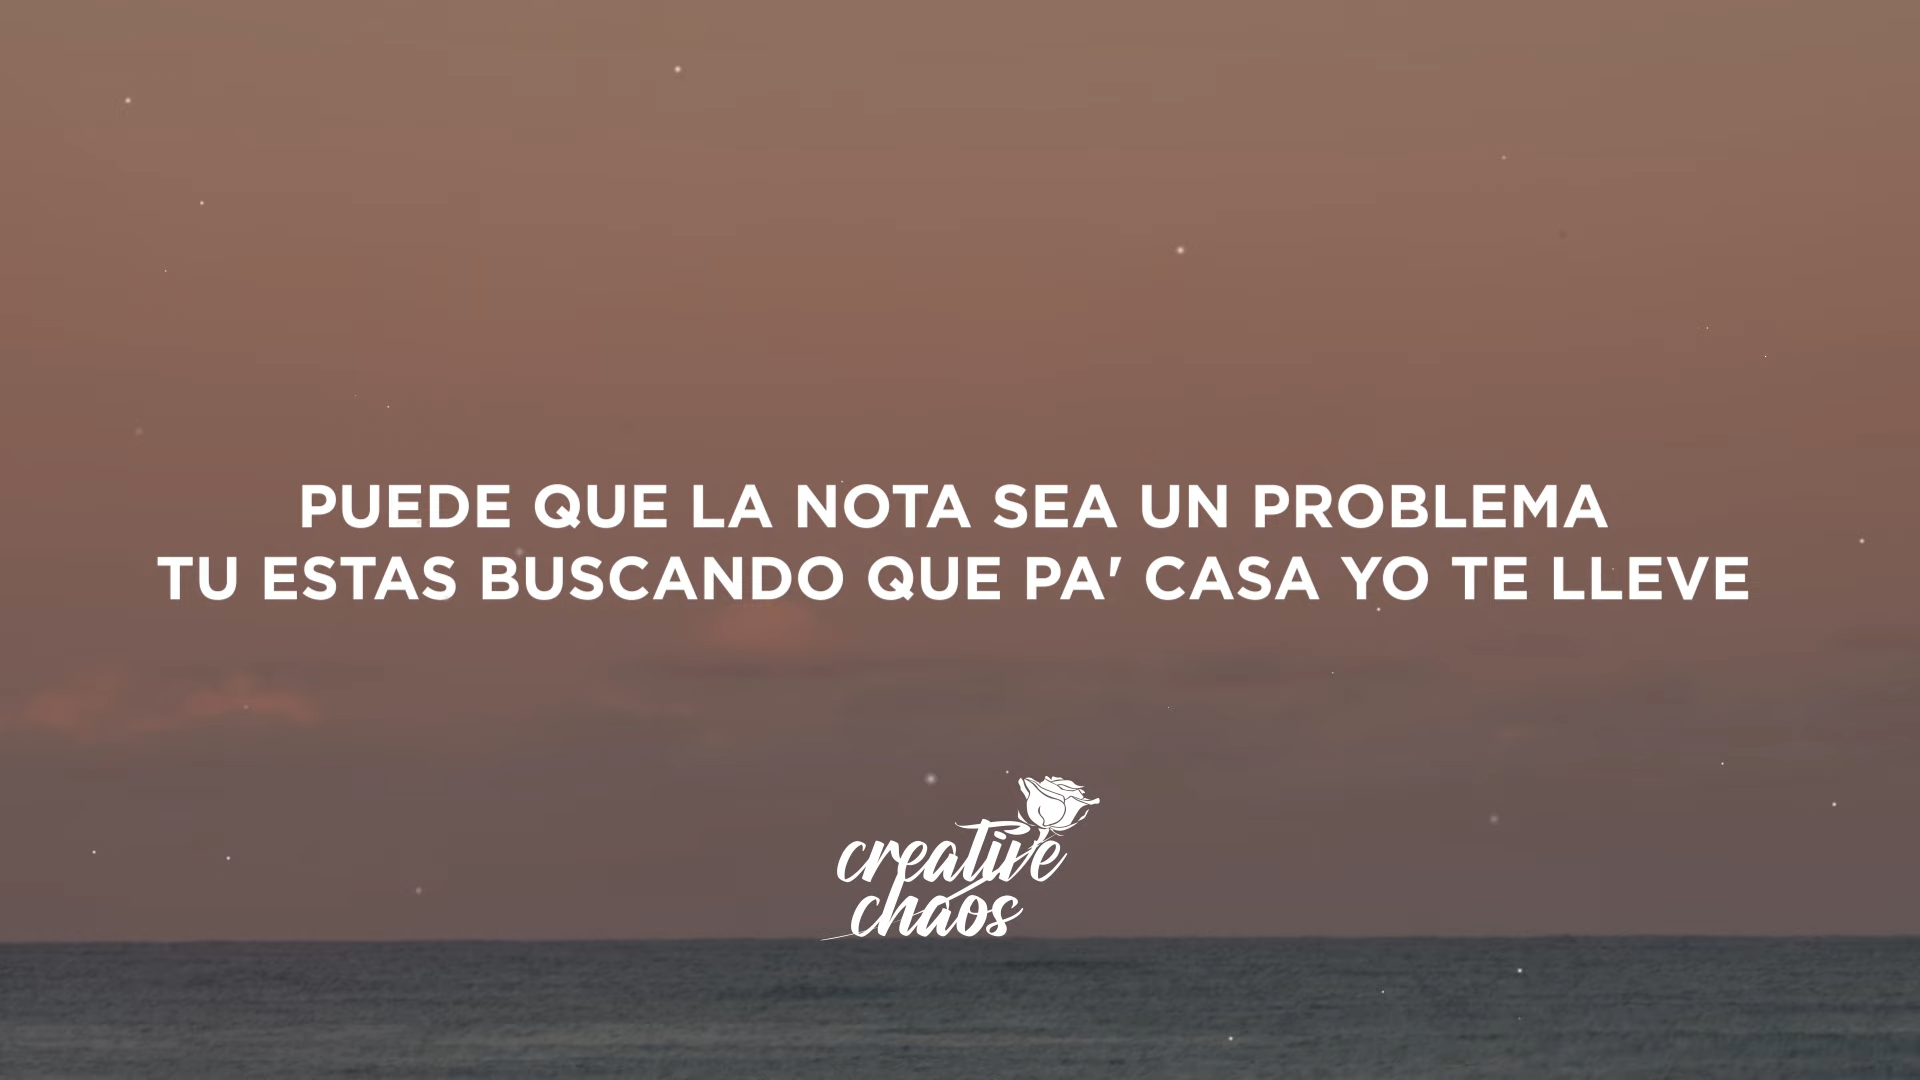 PUEDE QUE LA NOTA SEA UN PROBLEMA
TU ESTAS BUSCANDO QUE PA' CASA YO TE LLEVE
creative
chaos